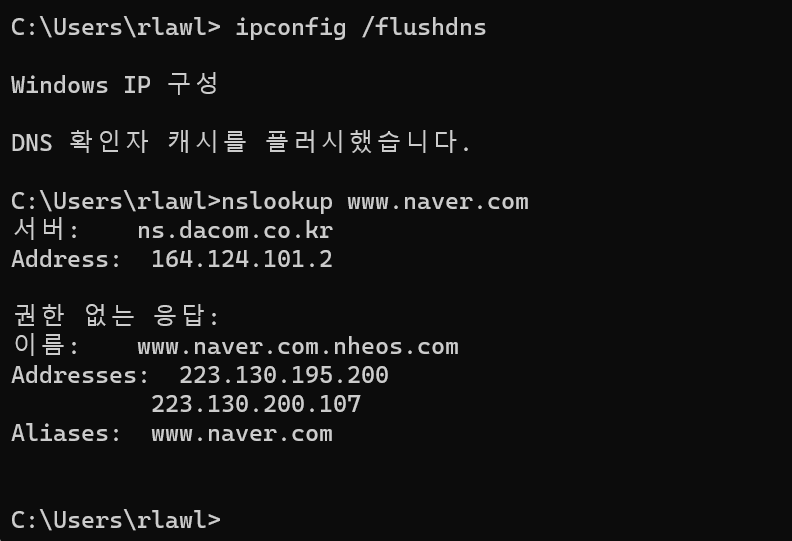 C:\Users\rlawl> ipconfig /flushdns
Windows IP 구성
DNS 확인자 캐시를 플러시했습니다.
C:\Users\rlawl>nslookup www.naver.com
서버:    ns.dacom.co.kr
Address:  164.124.101.2
권한 없는 응답:
이름:    www.naver.com.nheos.com
Addresses:  223.130.195.200
          223.130.200.107
Aliases:  www.naver.com
C:\Users\rlawl>